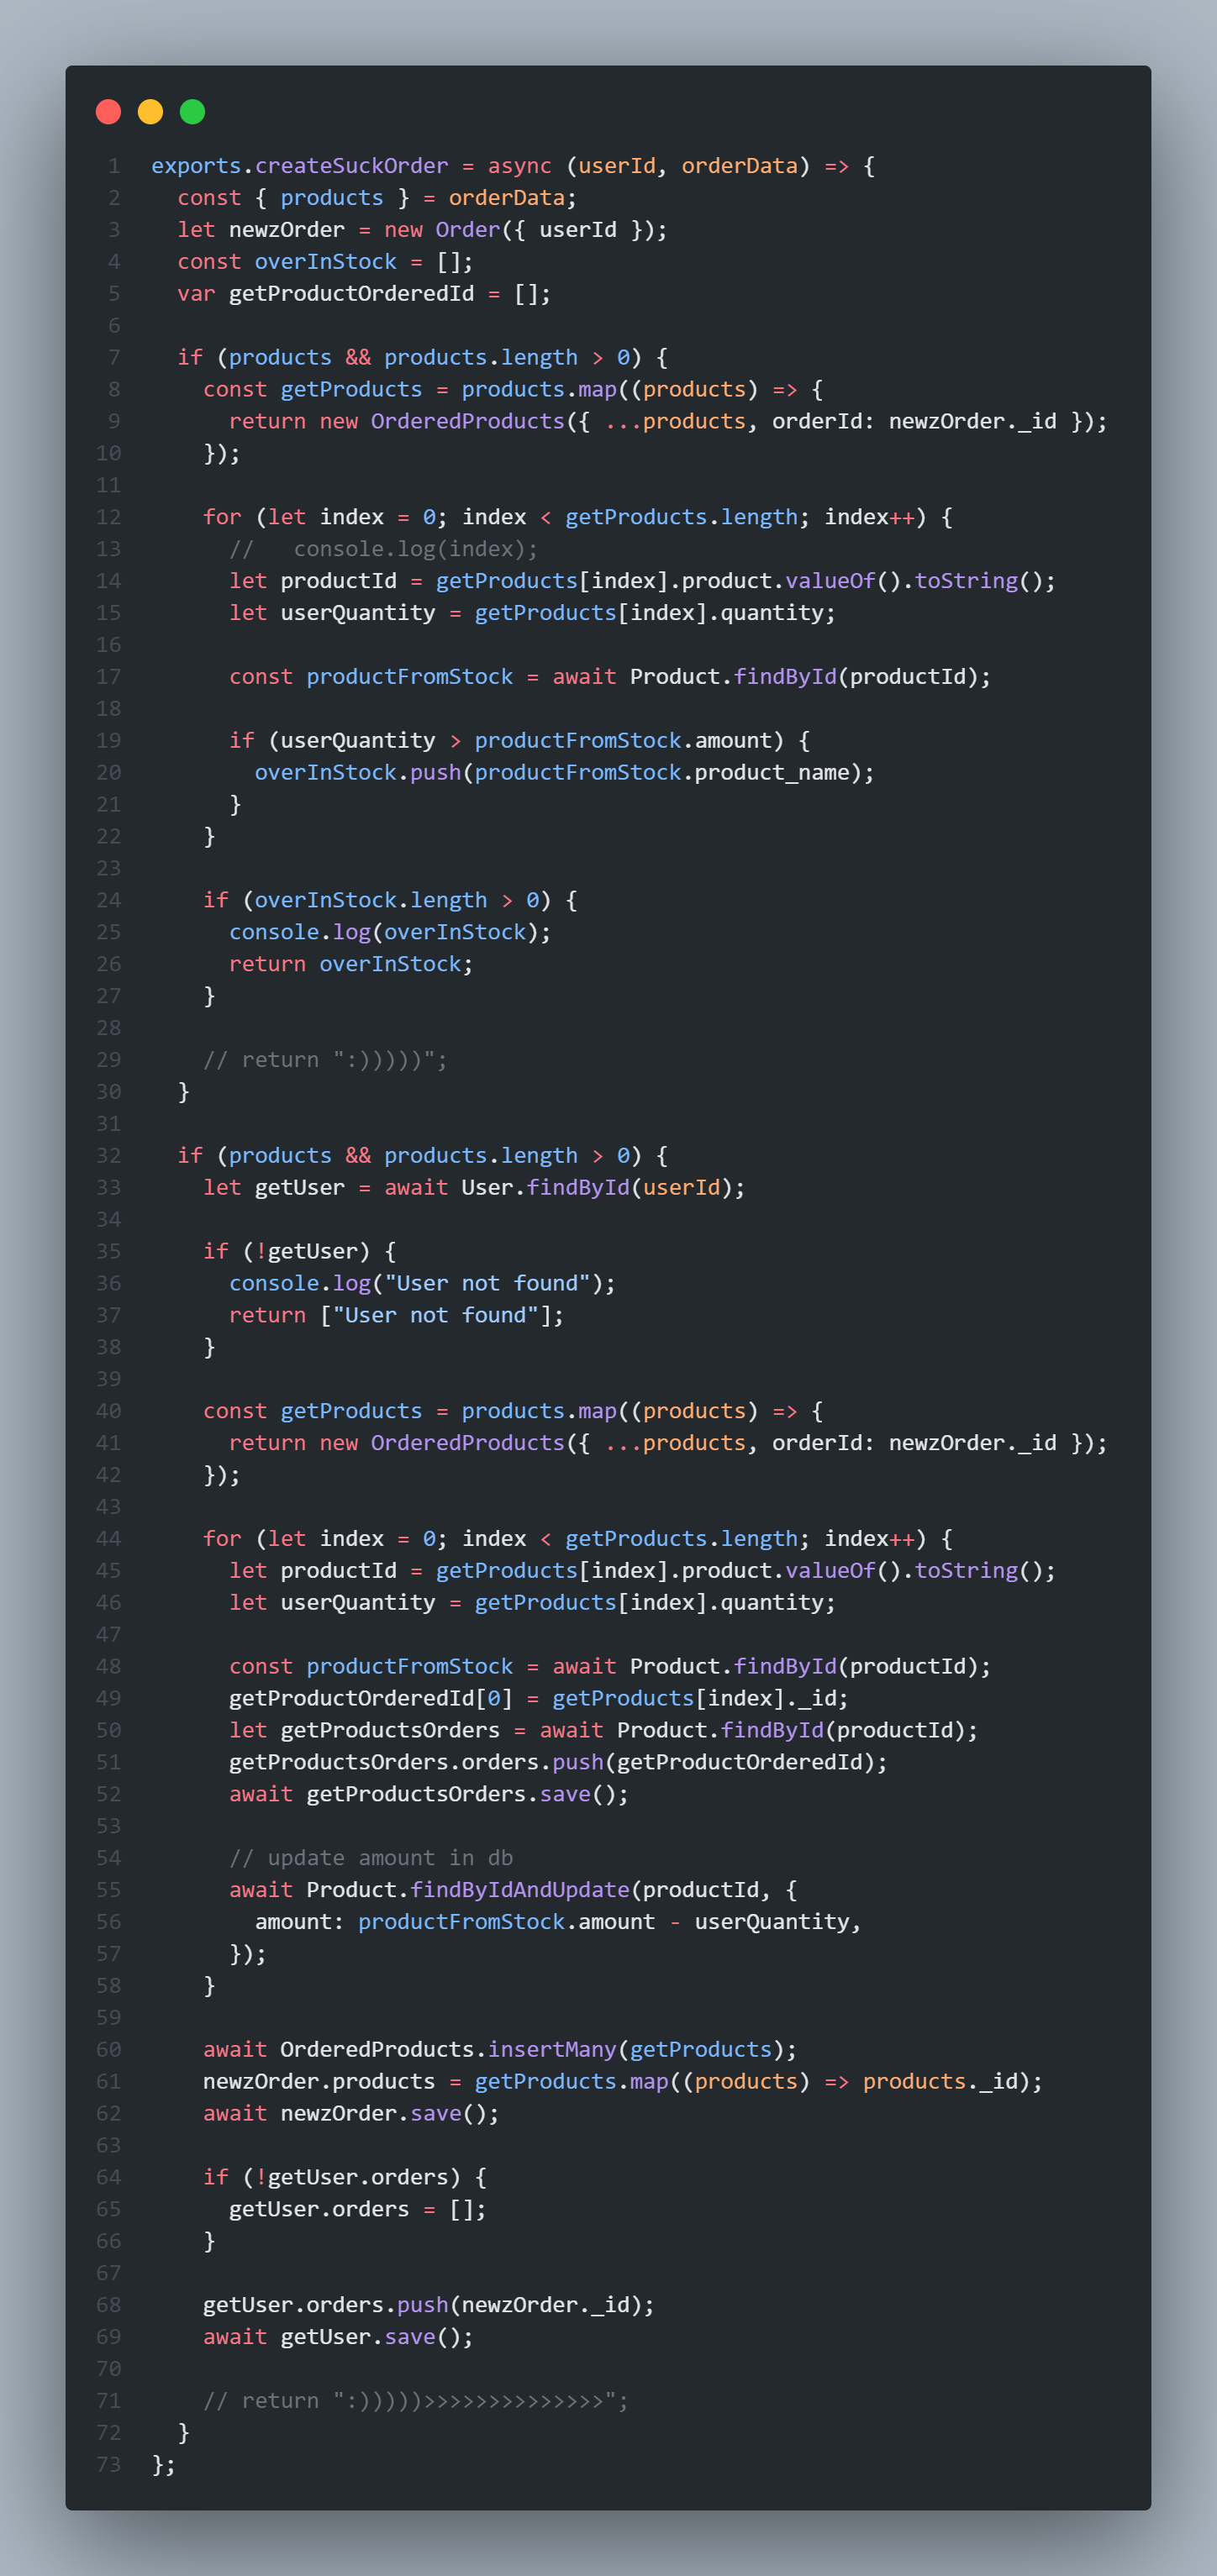 1 exports.createSuckOrder = async (userId, orderData) => {
2   const { products } = orderData;
3   let newzOrder = new Order({ userId });
4   const overInStock = [];
5   var getProductOrderedId = [];
6
7   if (products && products.length > 0) {
8     const getProducts = products.map((products) => {
9       return new OrderedProducts({ ...products, orderId: newzOrder._id });
10     });
11
12     for (let index = 0; index < getProducts.length; index++) {
13       //   console.log(index);
14       let productId = getProducts[index].product.valueOf().toString();
15       let userQuantity = getProducts[index].quantity;
16
17       const productFromStock = await Product.findById(productId);
18
19       if (userQuantity > productFromStock.amount) {
20         overInStock.push(productFromStock.product_name);
21       }
22     }
23
24     if (overInStock.length > 0) {
25       console.log(overInStock);
26       return overInStock;
27     }
28
29     // return ":)))))";
30   }
31
32   if (products && products.length > 0) {
33     let getUser = await User.findById(userId);
34
35     if (!getUser) {
36       console.log("User not found");
37       return ["User not found"];
38     }
39
40     const getProducts = products.map((products) => {
41       return new OrderedProducts({ ...products, orderId: newzOrder._id });
42     });
43
44     for (let index = 0; index < getProducts.length; index++) {
45       let productId = getProducts[index].product.valueOf().toString();
46       let userQuantity = getProducts[index].quantity;
47
48       const productFromStock = await Product.findById(productId);
49       getProductOrderedId[0] = getProducts[index]._id;
50       let getProductsOrders = await Product.findById(productId);
51       getProductsOrders.orders.push(getProductOrderedId);
52       await getProductsOrders.save();
53
54       // update amount in db
55       await Product.findByIdAndUpdate(productId, {
56         amount: productFromStock.amount - userQuantity,
57       });
58     }
59
60     await OrderedProducts.insertMany(getProducts);
61     newzOrder.products = getProducts.map((products) => products._id);
62     await newzOrder.save();
63
64     if (!getUser.orders) {
65       getUser.orders = [];
66     }
67
68     getUser.orders.push(newzOrder._id);
69     await getUser.save();
70
71     // return ":)))))>>>>>>>>>>>>>>";
72   }
73 };